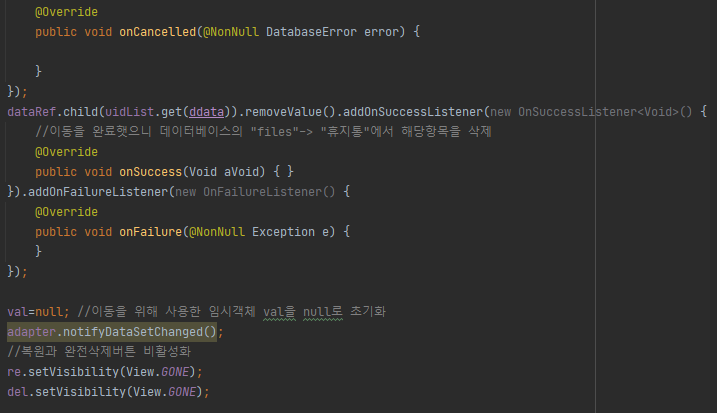 @Override
public void onCancelled(@NonNull DatabaseError error) {
}
});
dataRef.child(uidList.get(ddata)).removeValue().addOnSuccessListener(new OnSuccessListener<Void>() {
//이동을 완료햇으니 데이터베이스의 "files"-> "휴지통"에서 해당항목을 삭제
@Override
public void onSuccess(Void aVoid) { }
}).addOnFailureListener(new OnFailureListener() {
@Override
public void onFailure(@NonNull Exception e) {
}
});
val=null; //이동을 위해 사용한 임시객체 val을 null로 초기화
adapter.notifyDataSetChanged();
//복원과 완전삭제버튼 비활성화
re.setVisibility(View.GONE);
del.setVisibility(View.GONE);